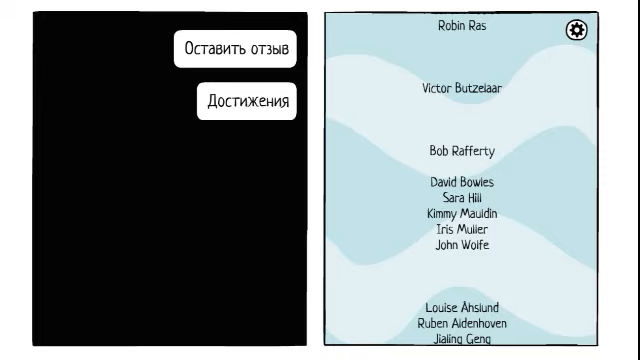 Оставить отзыв
Достижения
Robin Ras
Victor Butzelaar
Bob Rafferty
David Bowles
Sara Hill
Kimmy Mauldin
Iris Muller
John Wolfe
Louise Åhslund
Ruben Aldenhoven
Jialing Geng